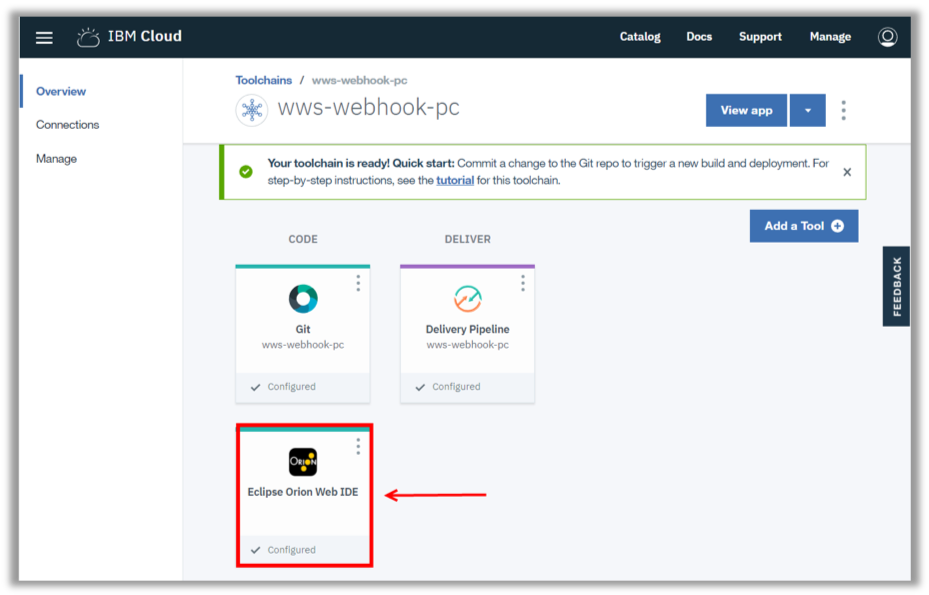 IBM Cloud
Catalog Docs Support Manage
Overview
Connections
Manage
Toolchains / wws-webhook-pc
wws-webhook-pc
View app
Your toolchain is ready! Quick start: Commit a change to the Git repo to trigger a new build and deployment. For
step-by-step instructions, see the tutorial for this toolchain.
Add a Tool
CODE
DELIVER
FEEDBACK
Git
wws-webhook-pc
Configured
Delivery Pipeline
wws-webhook-pc
Configured
ORION
Eclipse Orion Web IDE
Configured